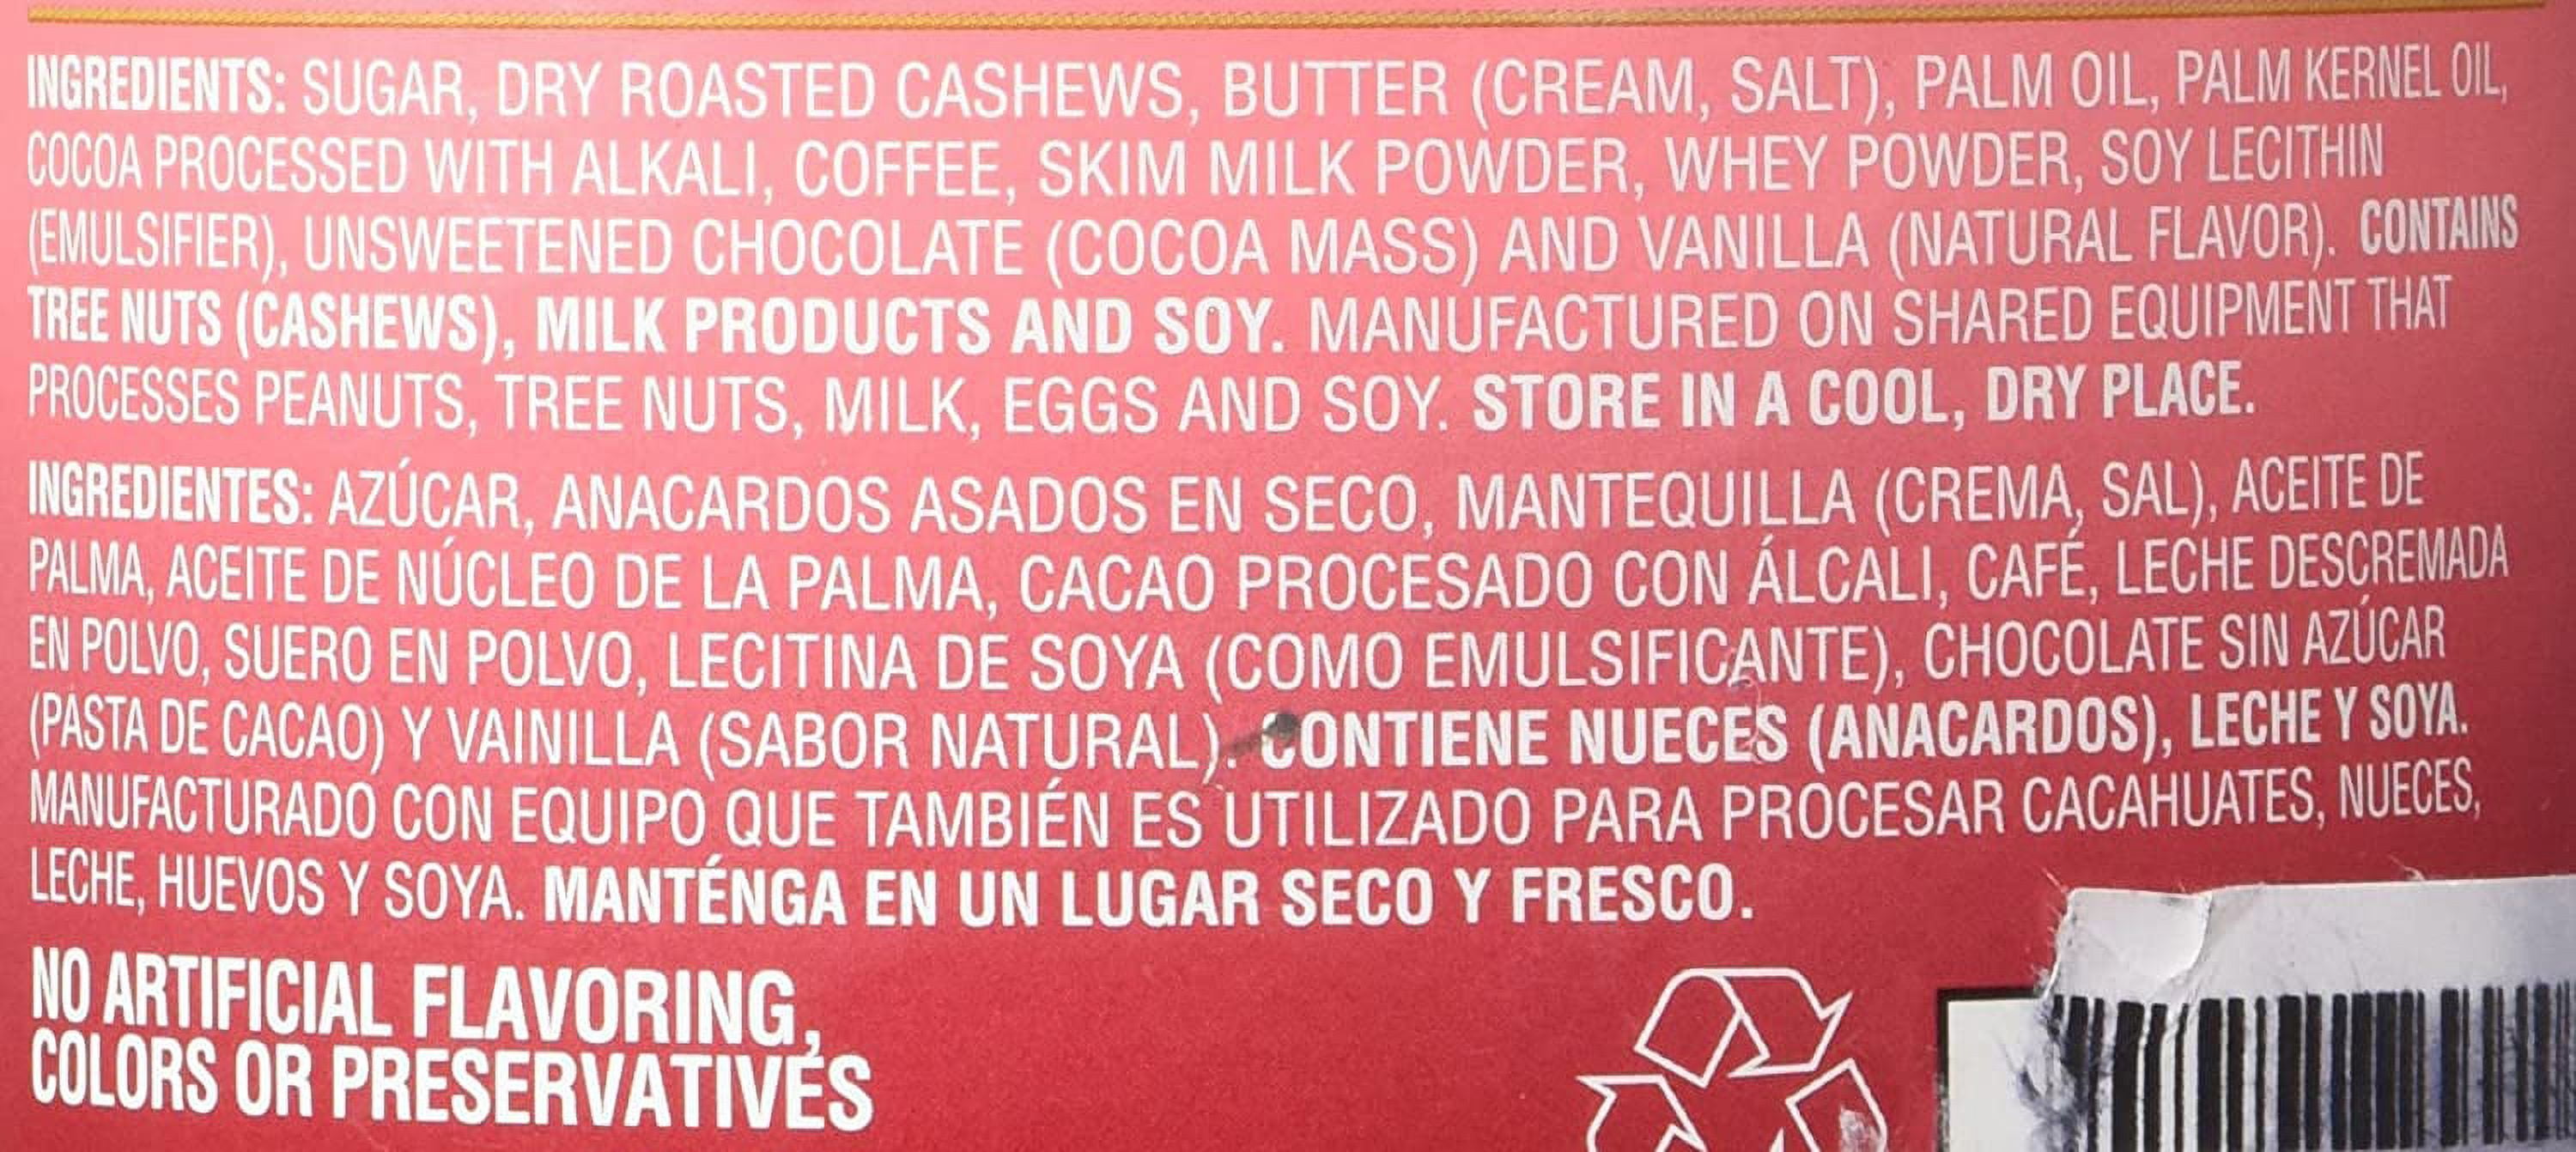 INGREDIENTS: SUGAR, DRY ROASTED CASHEWS, BUTTER (CREAM, SALT), PALM OIL, PALM KERNEL OIL,
COCOA PROCESSED WITH ALKALI, COFFEE, SKIM MILK POWDER, WHEY POWDER, SOY LECITHIN
(EMULSIFIER), UNSWEETENED CHOCOLATE (COCOA MASS) AND VANILLA (NATURAL FLAVOR). CONTAINS
TREE NUTS (CASHEWS), MILK PRODUCTS AND SOY. MANUFACTURED ON SHARED EQUIPMENT THAT
PROCESSES PEANUTS, TREE NUTS, MILK, EGGS AND SOY. STORE IN A COOL, DRY PLACE.
INGREDIENTES: AZÚCAR, ANACARDOS ASADOS EN SECO, MANTEQUILLA (CREMA, SAL), ACEITE DE
PALMA, ACEITE DE NÚCLEO DE LA PALMA, CACAO PROCESADO CON ÁLCALI, CAFÉ, LECHE DESCREMADA
EN POLVO, SUERO EN POLVO, LECITINA DE SOYA (COMO EMULSIFICANTE), CHOCOLATE SIN AZÚCAR
(PASTA DE CACAO) Y VAINILLA (SABOR NATURAL). CONTIENE NUECES (ANACARDOS), LECHE Y SOYA.
MANUFACTURADO CON EQUIPO QUE TAMBIÉN ES UTILIZADO PARA PROCESAR CACAHUATES, NUECES,
LECHE, HUEVOS Y SOYA. MANTÉNGA EN UN LUGAR SECO Y FRESCO.
NO ARTIFICIAL FLAVORING,
COLORS OR PRESERVATIVES